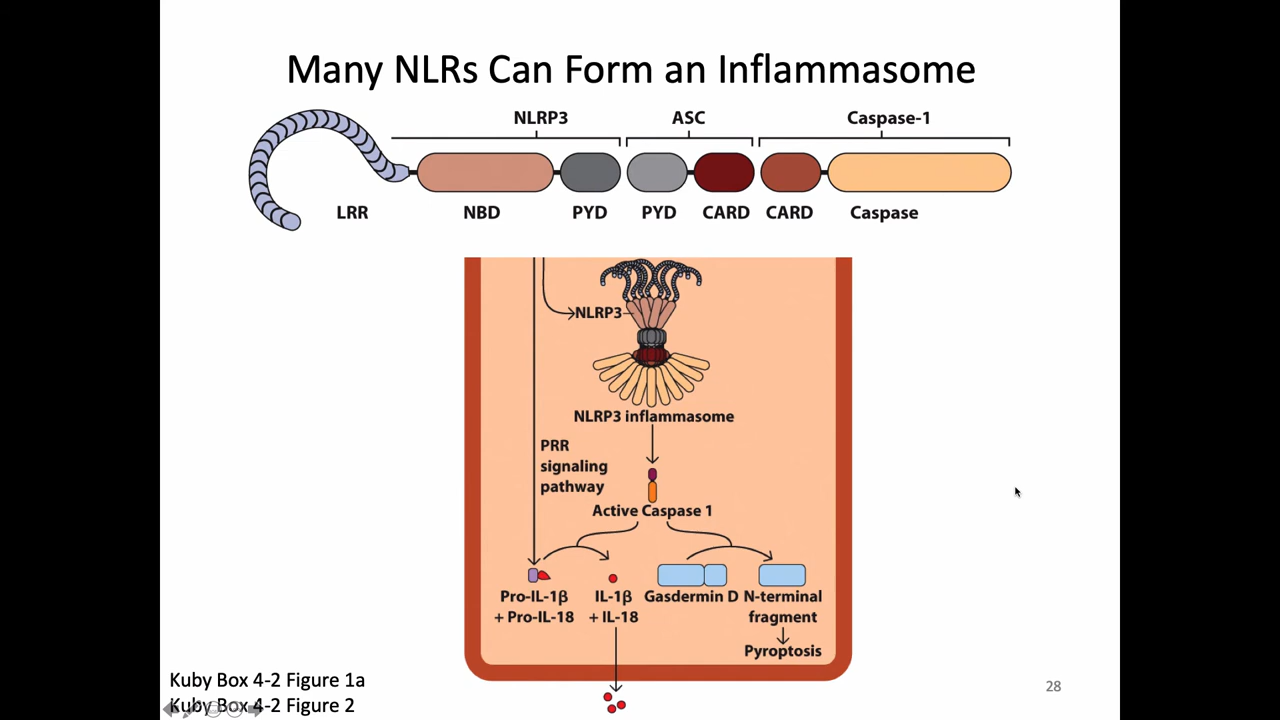 Many NLRs Can Form an Inflammasome
NLRP3 ASC Caspase-1
LRR NBD PYD PYD CARD CARD Caspase
NLRP3
NLRP3 inflammasome
PRR
signaling
pathway
Active Caspase 1
Pro-IL-1β IL-1β Gasdermin D N-terminal
+ Pro-IL-18 + IL-18 fragment
Pyroptosis
Kuby Box 4-2 Figure 1a
Kuby Box 4-2 Figure 2
28